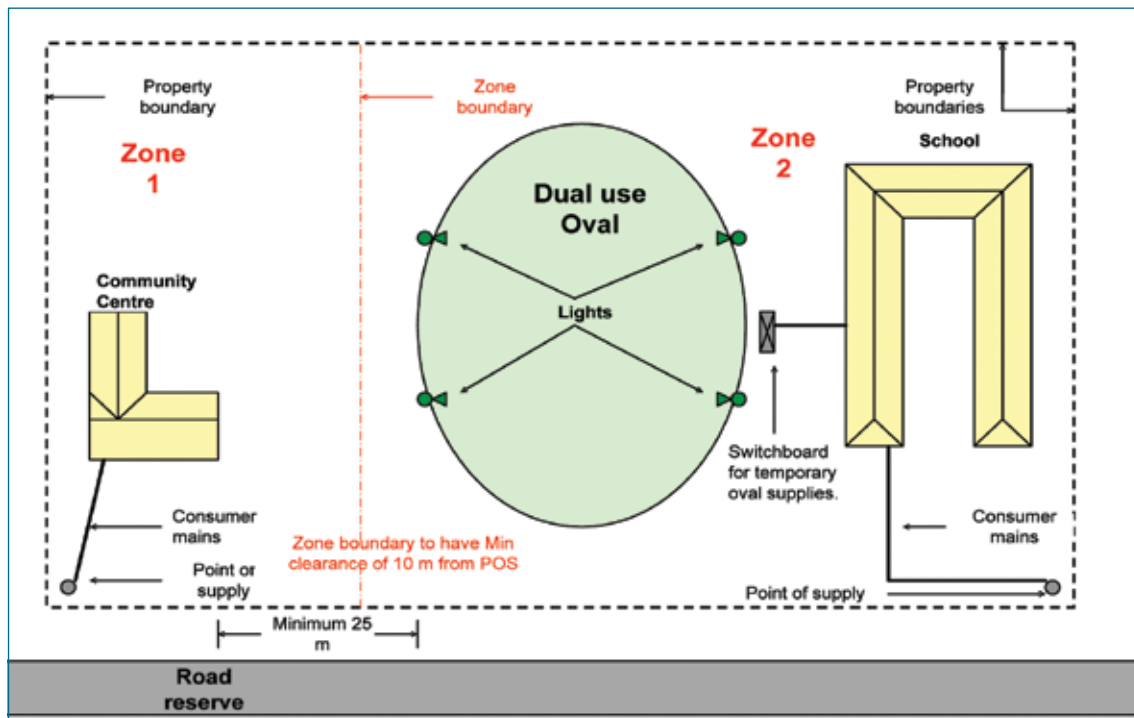 Property
boundary
Zone
boundary
Property
boundaries
Zone
1
Zone
2
School
Dual use
Oval
Community
Centre
Lights
Switchboard
for temporary
oval supplies.
Consumer
mains
Consumer
mains
Zone boundary to have Min
clearance of 10 m from POS
Point or
supply
Point of supply
Minimum 25
m
Road
reserve